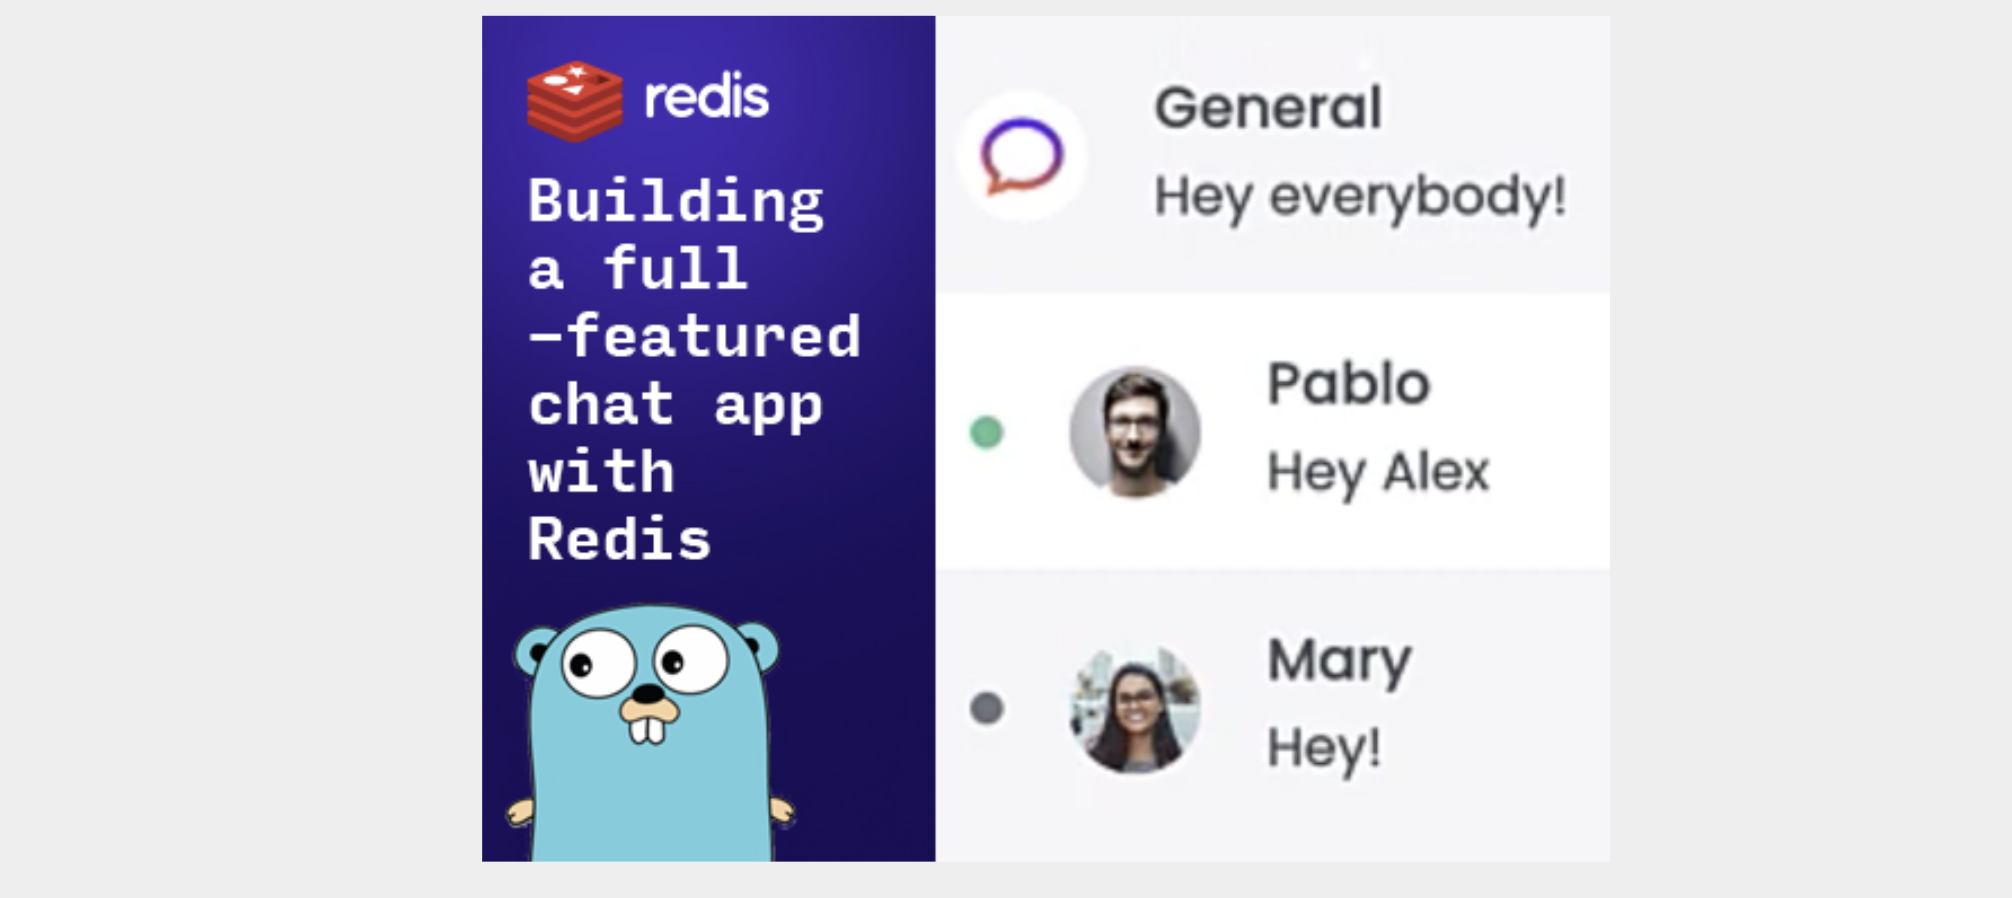 redis
Building
a full
–featured
chat app
with
Redis
General
Hey everybody!
Pablo
Hey Alex
Mary
Hey!